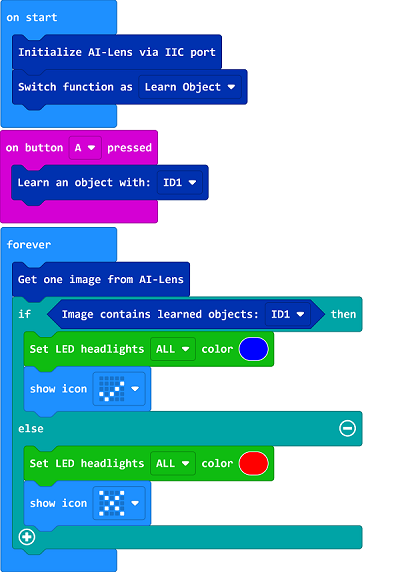 on start
Initialize AI-Lens via IIC port
Switch function as Learn Object
on button A pressed
Learn an object with: ID1
forever
Get one image from AI-Lens
if Image contains learned objects: ID1 then
Set LED headlights ALL color
show icon
else
Set LED headlights ALL color
show icon